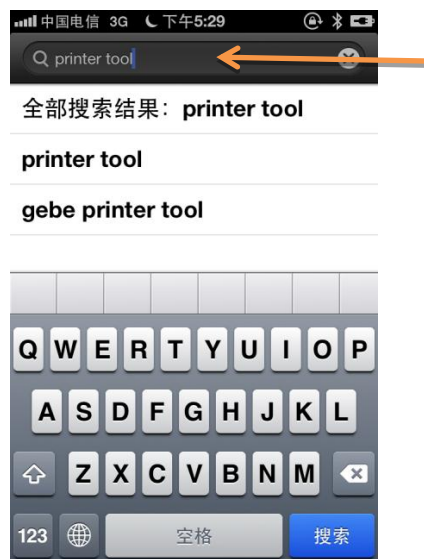 中国电信 3G 下午5:29
printer tool
全部搜索结果：printer tool
printer tool
gebe printer tool
Q W E R T Y U I O P
A S D F G H J K L
Z X C V B N M
123 空格 搜索